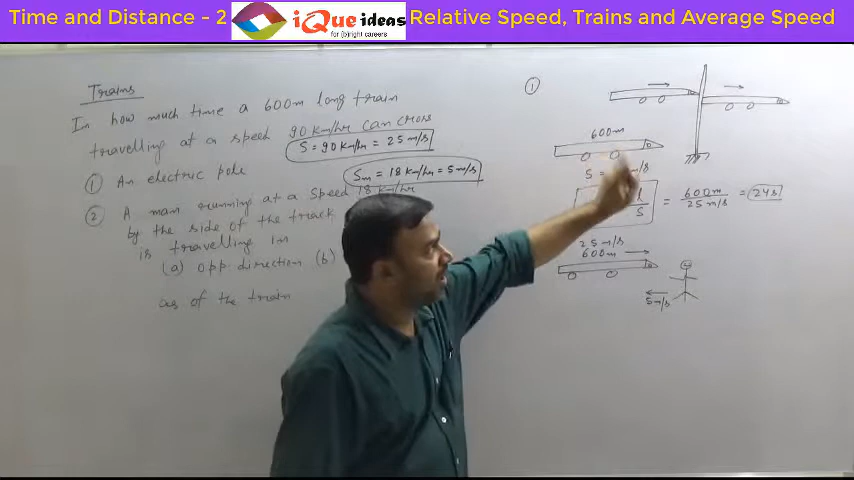 Time and Distance - 2
iQue ideas
for (b)right careers
Relative Speed, Trains and Average Speed
Trains
In how much time a 600m long train
travelling at a speed 90 km/hr can cross
S = 90 km/hr = 25 m/s
① An electric pole
Sm = 18 km/hr = 5 m/s
② A man running at a speed 18 km/hr
by the side of the track
is travelling in
(a) opp direction (b)
as of the train
①
600m
S = m/s
l
S
= 600m
25 m/s
= 24s
25 m/s
600m
5 m/s